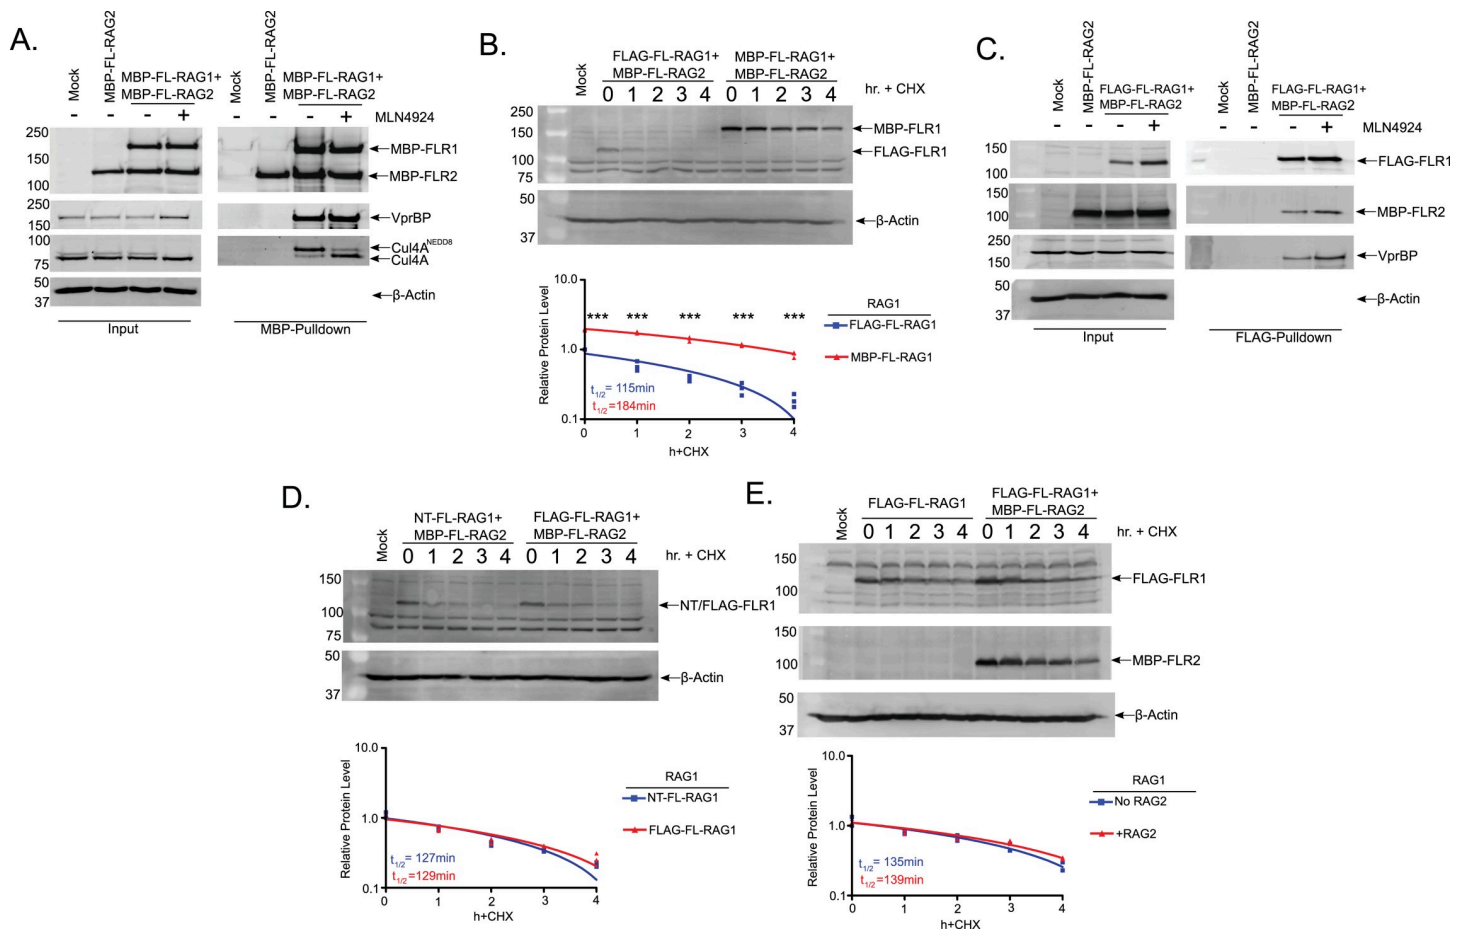 A.
Mock
MBP-FL-RAG2
MBP-FL-RAG1+
MBP-FL-RAG2
Mock
MBP-FL-RAG2
MBP-FL-RAG1+
MBP-FL-RAG2
- - - + - - - + MLN4924
250
150
100
MBP-FLR1
MBP-FLR2
250
150
VprBP
100
75
Cul4A^NEDD8
Cul4A
50
37
β-Actin
Input
MBP-Pulldown
B.
Mock
FLAG-FL-RAG1+
MBP-FL-RAG2
MBP-FL-RAG1+
MBP-FL-RAG2
0 1 2 3 4 0 1 2 3 4 hr. + CHX
250
150
100
75
MBP-FLR1
FLAG-FLR1
50
37
β-Actin
Relative Protein Level
10.0
1.0
0.1
*** *** *** *** ***
t1/2= 115min
t1/2=184min
0 1 2 3 4
h+CHX
RAG1
FLAG-FL-RAG1
MBP-FL-RAG1
C.
Mock
MBP-FL-RAG2
FLAG-FL-RAG1+
MBP-FL-RAG2
Mock
MBP-FL-RAG2
FLAG-FL-RAG1+
MBP-FL-RAG2
- - - + - - - + MLN4924
150
100
FLAG-FLR1
150
100
MBP-FLR2
250
150
VprBP
50
37
β-Actin
Input
FLAG-Pulldown
D.
Mock
NT-FL-RAG1+
MBP-FL-RAG2
FLAG-FL-RAG1+
MBP-FL-RAG2
0 1 2 3 4 0 1 2 3 4 hr. + CHX
150
100
75
NT/FLAG-FLR1
50
37
β-Actin
Relative Protein Level
10.0
1.0
0.1
t1/2= 127min
t1/2=129min
0 1 2 3 4
h+CHX
RAG1
NT-FL-RAG1
FLAG-FL-RAG1
E.
Mock
FLAG-FL-RAG1
FLAG-FL-RAG1+
MBP-FL-RAG2
0 1 2 3 4 0 1 2 3 4 hr. + CHX
150
100
FLAG-FLR1
150
100
MBP-FLR2
50
37
β-Actin
Relative Protein Level
10.0
1.0
0.1
t1/2= 135min
t1/2=139min
0 1 2 3 4
h+CHX
RAG1
No RAG2
+RAG2